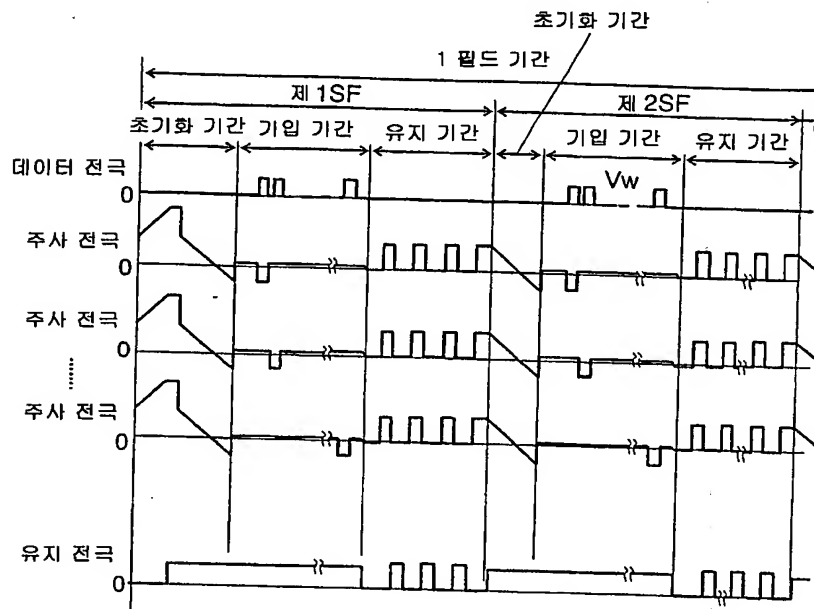 초기화 기간
1 필드 기간
제 1SF
제 2SF
초기화 기간
기입 기간
유지 기간
기입 기간
유지 기간
데이터 전극
0
Vw
주사 전극
0
주사 전극
0
주사 전극
0
유지 전극
0